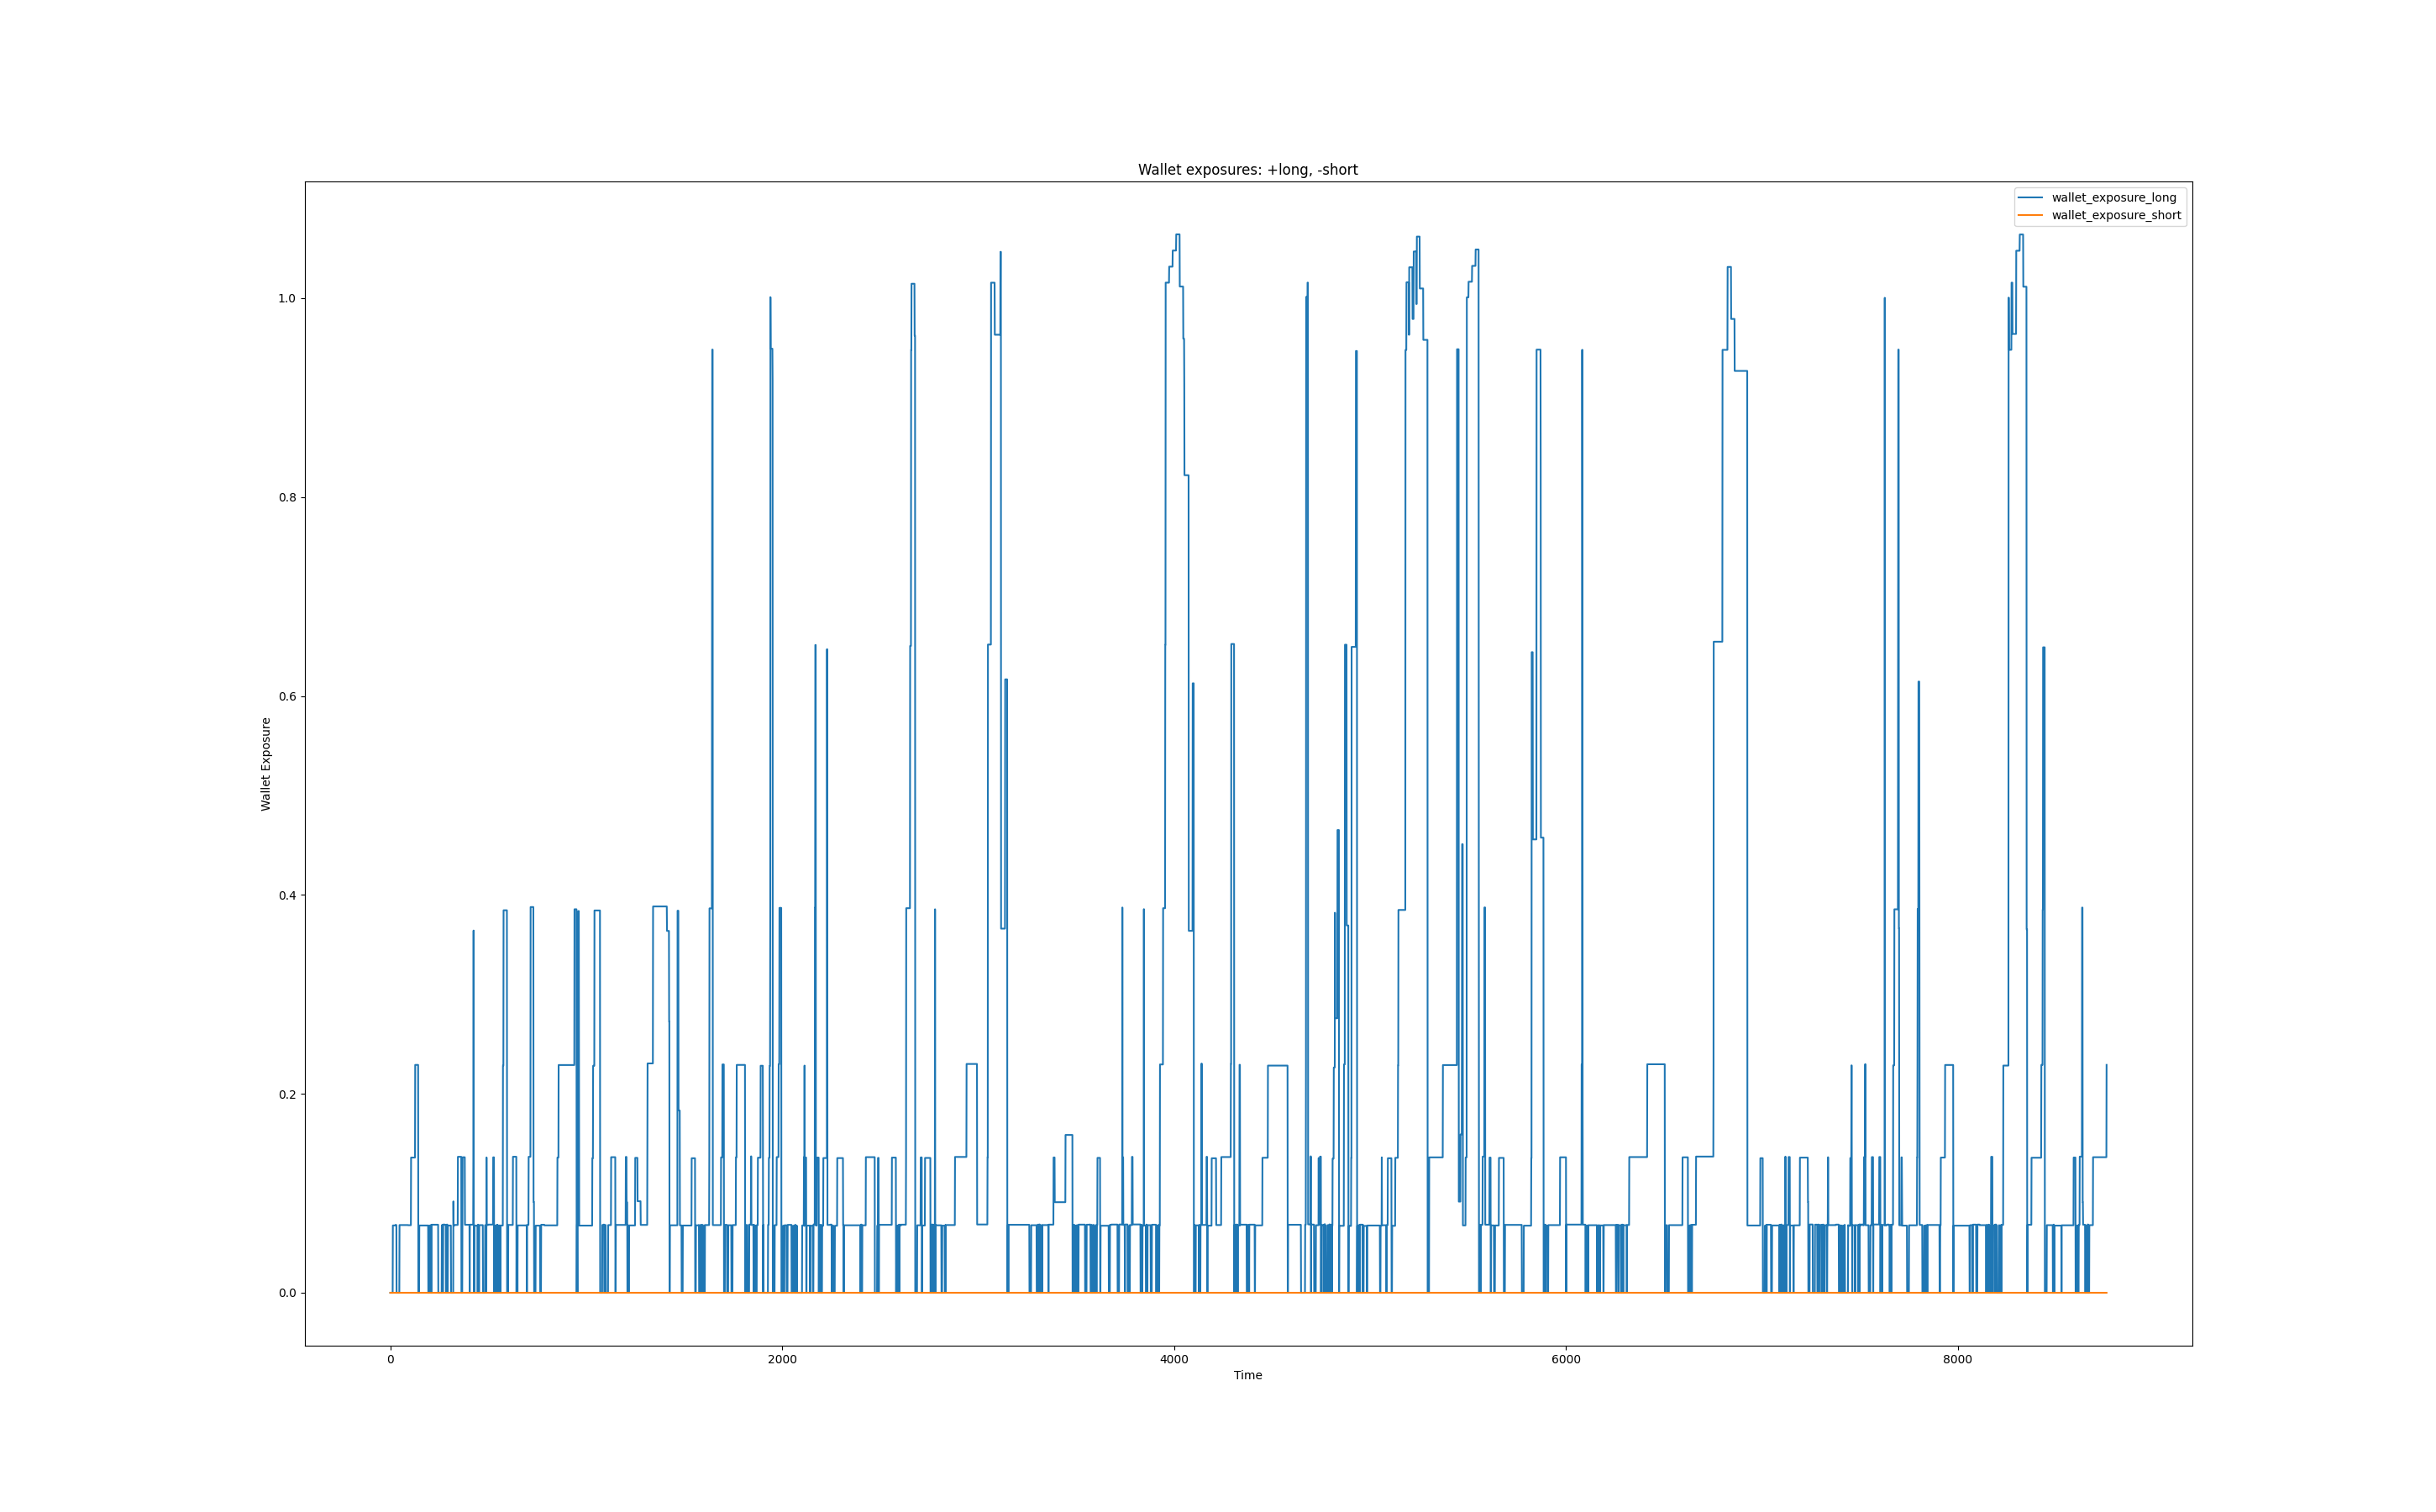 Wallet exposures: +long, -short
wallet_exposure_long
wallet_exposure_short
1.0
0.8
0.6
0.4
0.2
0.0
Wallet Exposure
0 2000 4000 6000 8000
Time